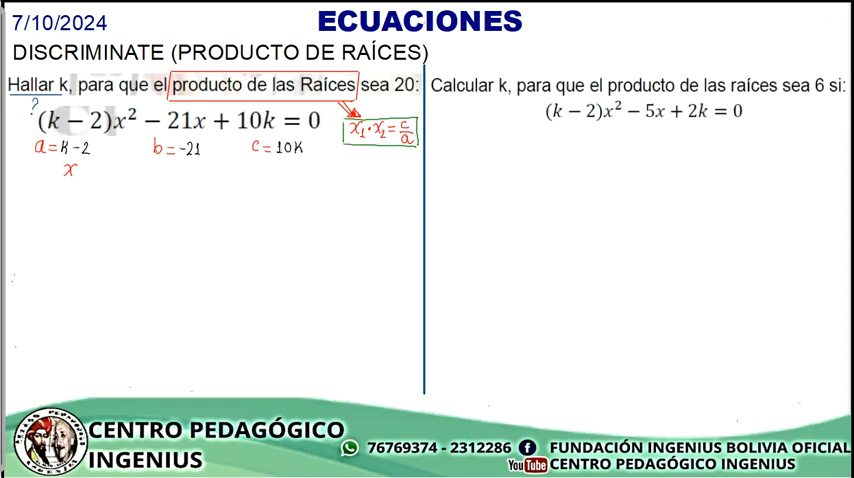 7/10/2024
ECUACIONES
DISCRIMINATE (PRODUCTO DE RAÍCES)
Hallar k, para que el producto de las Raíces sea 20:
?
(k − 2)x² − 21x + 10k = 0
x₁ · x₂ = c/a
a = k - 2 b = -21 c = 10k
x
Calcular k, para que el producto de las raíces sea 6 si:
(k − 2)x² − 5x + 2k = 0
CENTRO PEDAGÓGICO
INGENIUS
76769374 - 2312286 FUNDACIÓN INGENIUS BOLIVIA OFICIAL
YouTube CENTRO PEDAGÓGICO INGENIUS